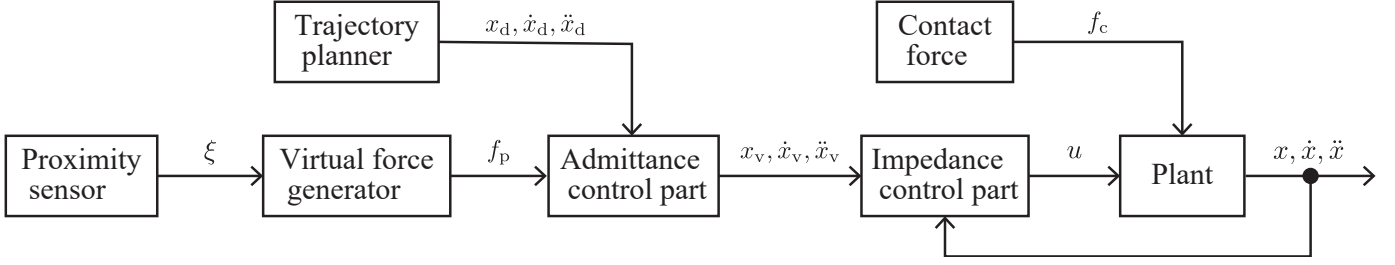 Trajectory
planner
x_d, ẋ_d, ẍ_d
Contact
force
f_c
Proximity
sensor
ξ
Virtual force
generator
f_p
Admittance
control part
x_v, ẋ_v, ẍ_v
Impedance
control part
u
Plant
x, ẋ, ẍ